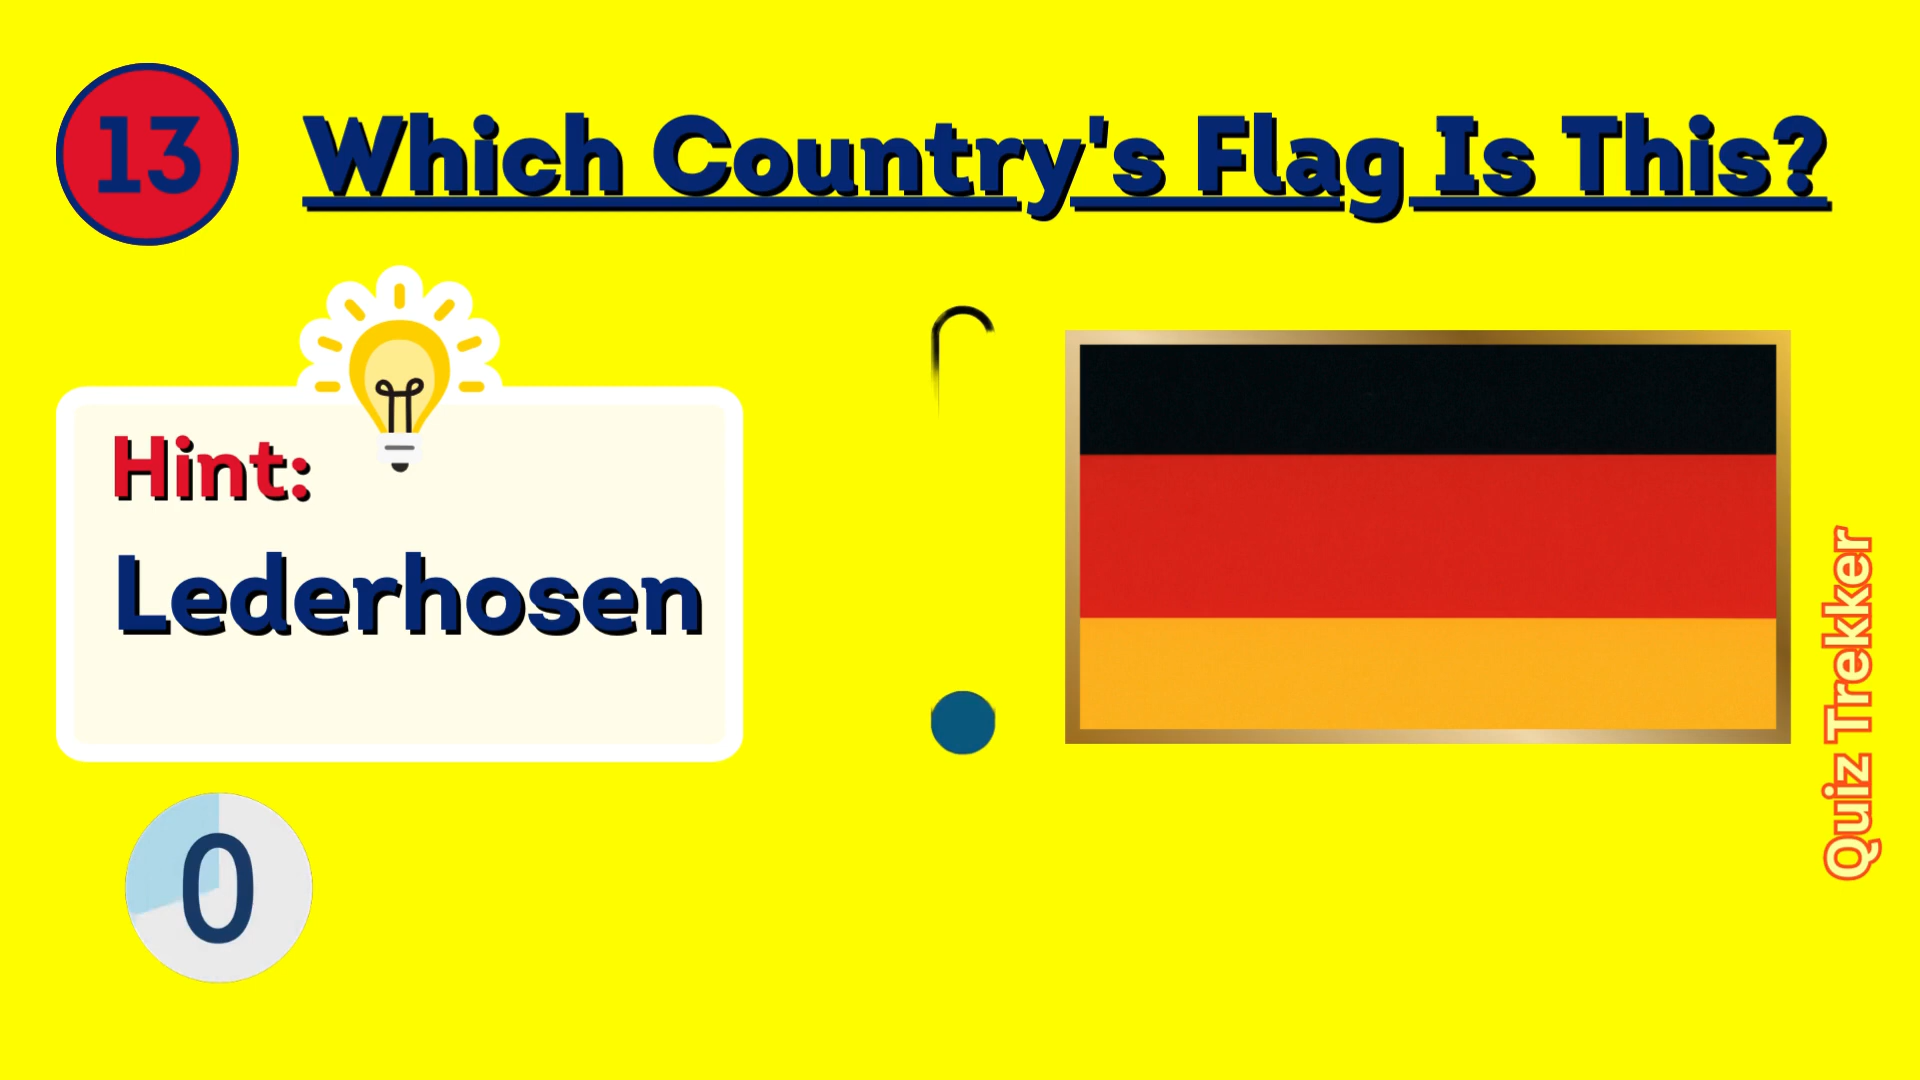 13
Which Country's Flag Is This?
Hint:
Lederhosen
Quiz Trekker
0